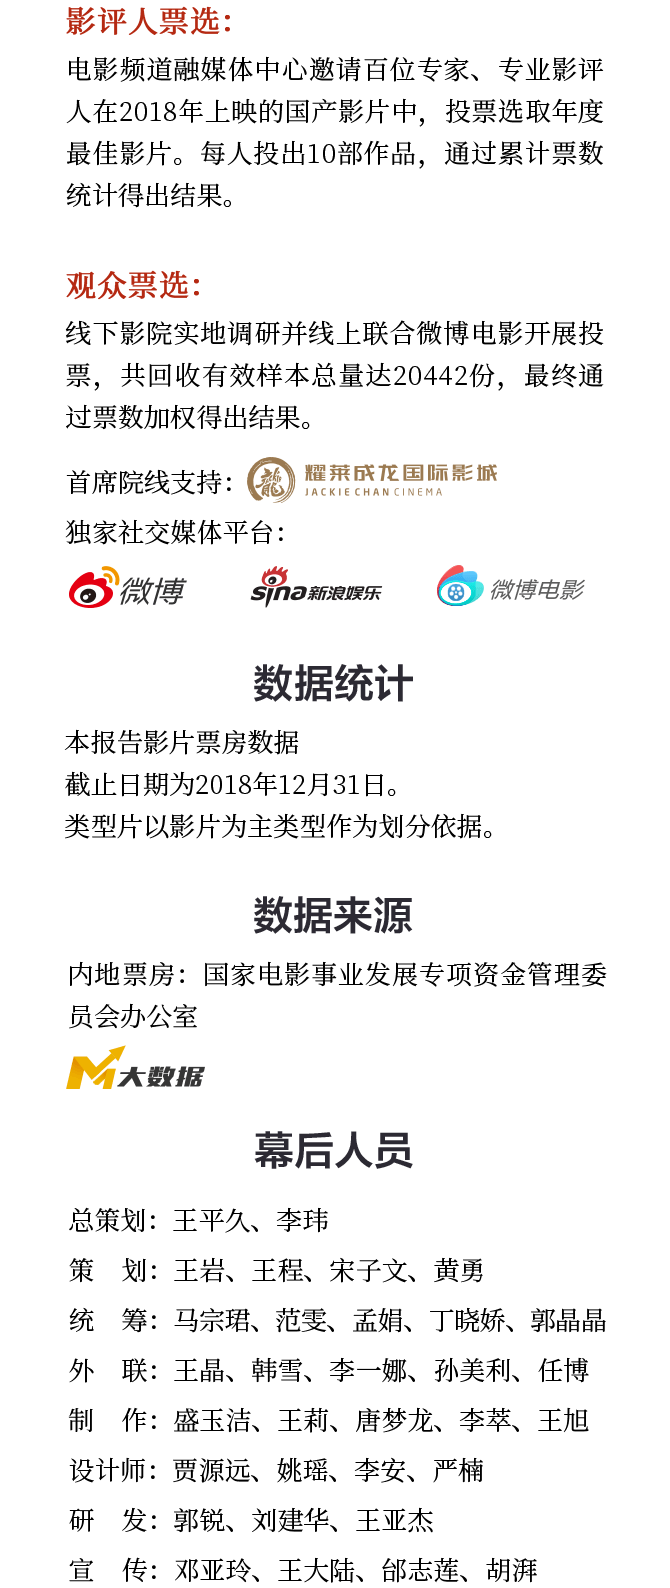 影评人票选：
电影频道融媒体中心邀请百位专家、专业影评
人在2018年上映的国产影片中，投票选取年度
最佳影片。每人投出10部作品，通过累计票数
统计得出结果。
观众票选：
线下影院实地调研并线上联合微博电影开展投
票，共回收有效样本总量达20442份，最终通
过票数加权得出结果。
首席院线支持：龍 耀莱成龙国际影城
JACKIE CHAN CINEMA
独家社交媒体平台：
微博 sina新浪娱乐 微博电影
数据统计
本报告影片票房数据
截止日期为2018年12月31日。
类型片以影片为主类型作为划分依据。
数据来源
内地票房：国家电影事业发展专项资金管理委
员会办公室
M大数据
幕后人员
总策划：王平久、李玮
策　划：王岩、王程、宋子文、黄勇
统　筹：马宗珺、范雯、孟娟、丁晓娇、郭晶晶
外　联：王晶、韩雪、李一娜、孙美利、任博
制　作：盛玉洁、王莉、唐梦龙、李萃、王旭
设计师：贾源远、姚瑶、李安、严楠
研　发：郭锐、刘建华、王亚杰
宣　传：邓亚玲、王大陆、邰志莲、胡湃